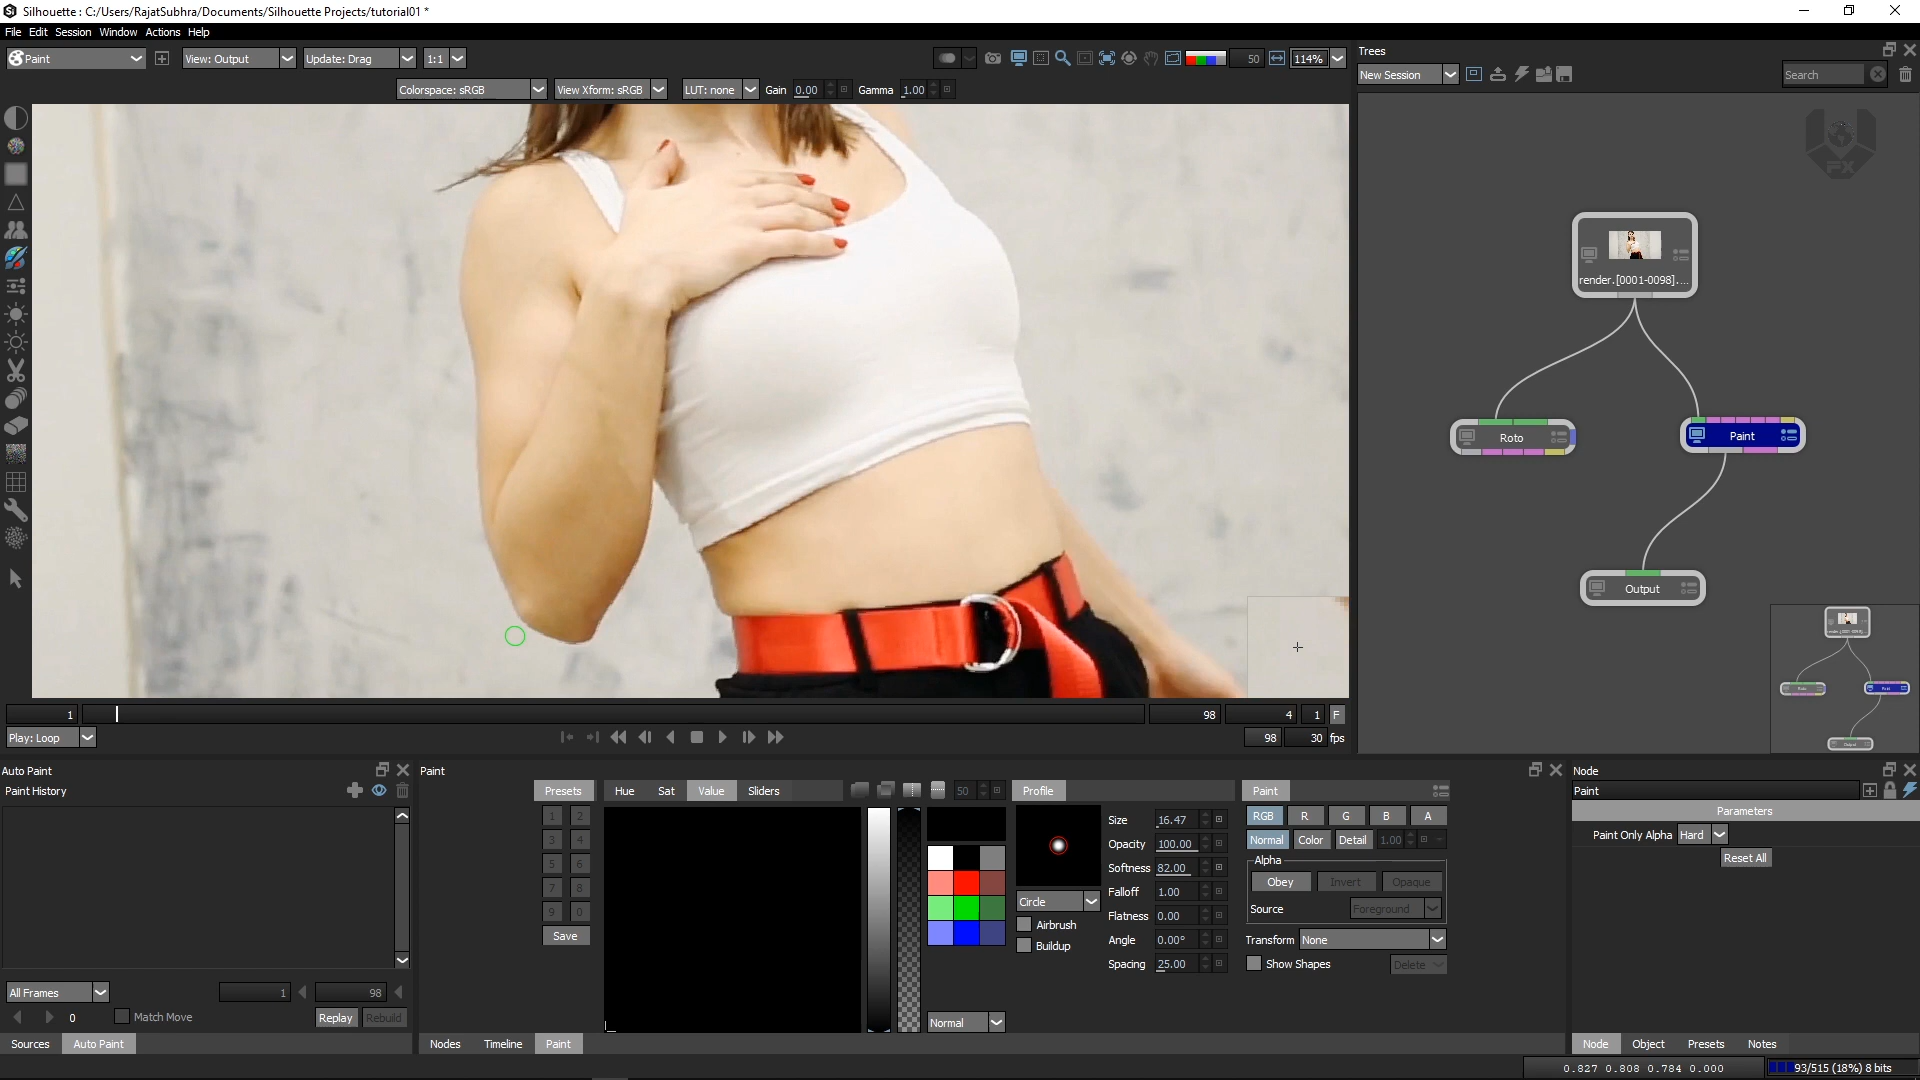 Silhouette : C:/Users/RajatSubhra/Documents/Silhouette Projects/tutorial01 *
File Edit Session Window Actions Help
Paint View: Output Update: Drag 1:1 50 114%
Colorspace: sRGB View Xform: sRGB LUT: none Gain 0.00 Gamma 1.00
Trees
New Session Search
FX
render.[0001-0098]....
Roto
Paint
Output
1 98 4 1 F
Play: Loop 98 30 fps
Auto Paint
Paint History
All Frames 1 98
0 Match Move Replay Rebuild
Sources Auto Paint
Paint
Presets Hue Sat Value Sliders 50 Profile Paint
1 2
3 4
5 6
7 8
9 0
Save
Normal
Circle
Airbrush
Buildup
Size 16.47
Opacity 100.00
Softness 82.00
Falloff 1.00
Flatness 0.00
Angle 0.00°
Spacing 25.00
RGB R G B A
Normal Color Detail 1.00
Alpha
Obey Invert Opaque
Source Foreground
Transform None
Show Shapes Delete
Nodes Timeline Paint
Node
Paint
Parameters
Paint Only Alpha Hard
Reset All
Node Object Presets Notes
0.827 0.808 0.784 0.000 93/515 (18%) 8 bits